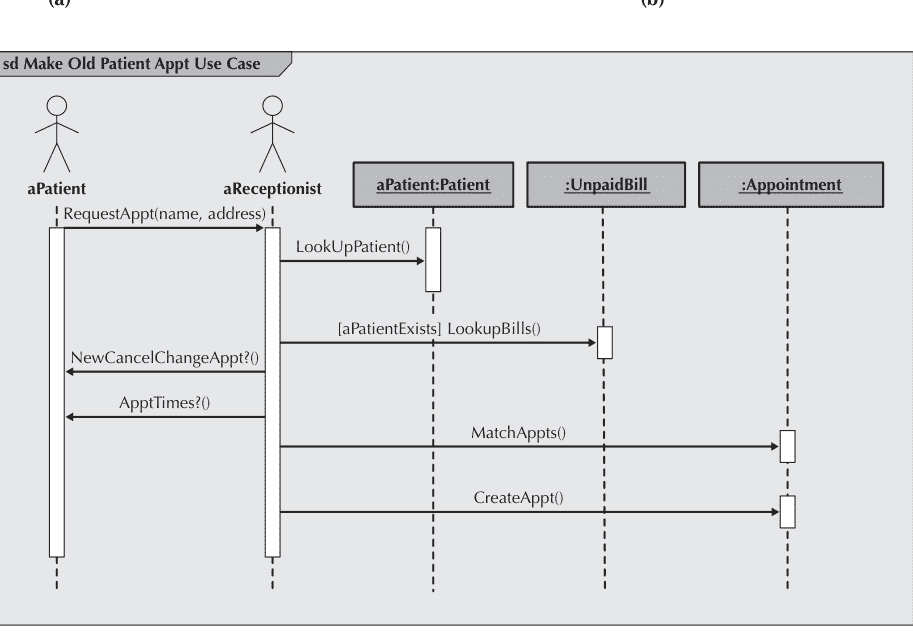 (a)
(b)
sd Make Old Patient Appt Use Case
aPatient
aReceptionist
aPatient:Patient
:UnpaidBill
:Appointment
RequestAppt(name, address)
LookUpPatient()
[aPatientExists] LookupBills()
NewCancelChangeAppt?()
ApptTimes?()
MatchAppts()
CreateAppt()